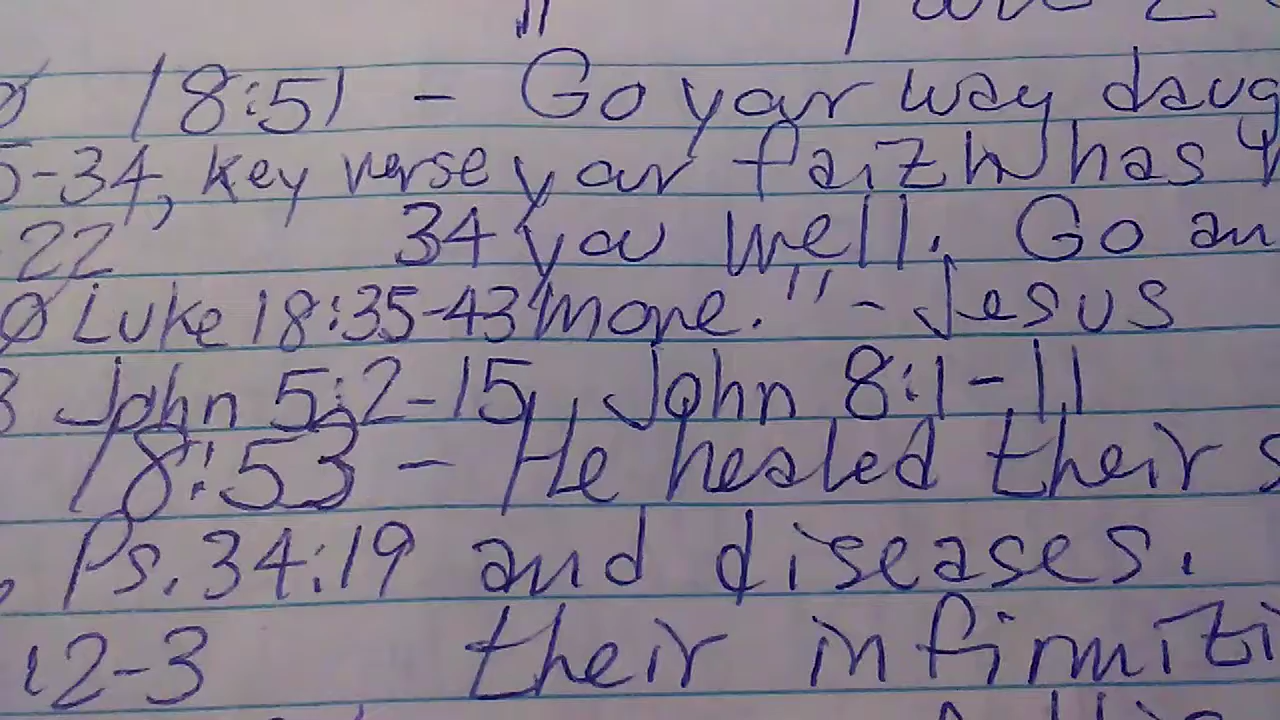 18:51 - Go your way daug
5-34, key verse your faith has y
22 34 you well. Go an
Ø Luke 18:35-43 more." - Jesus
3 John 5:2-15, John 8:1-11
18:53 - He healed their s
Ps. 34:19 and diseases.
:2-3 their infirmiti